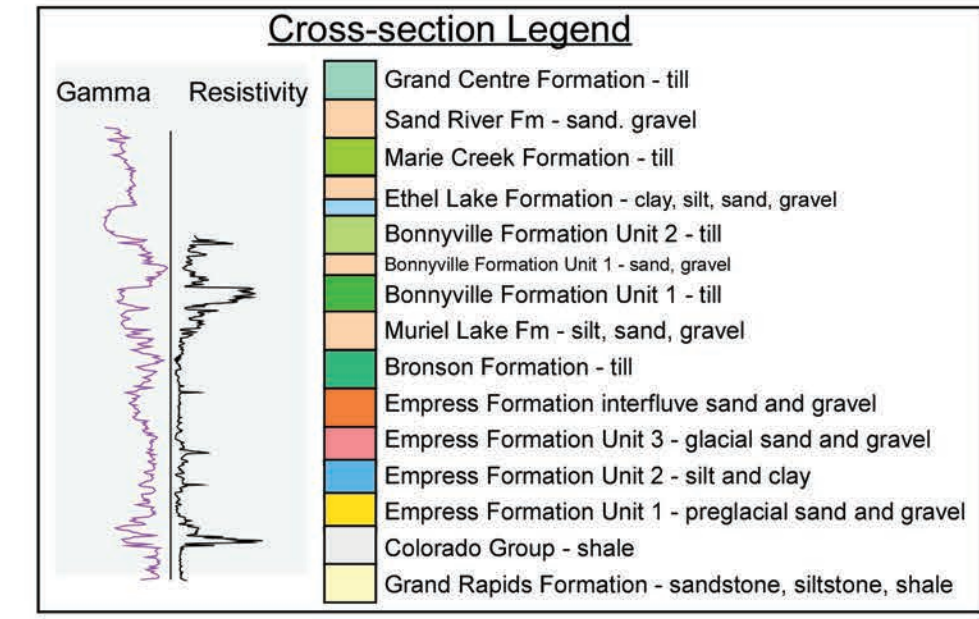 Cross-section Legend
Gamma
Resistivity
Grand Centre Formation - till
Sand River Fm - sand. gravel
Marie Creek Formation - till
Ethel Lake Formation - clay, silt, sand, gravel
Bonnyville Formation Unit 2 - till
Bonnyville Formation Unit 1 - sand, gravel
Bonnyville Formation Unit 1 - till
Muriel Lake Fm - silt, sand, gravel
Bronson Formation - till
Empress Formation interfluve sand and gravel
Empress Formation Unit 3 - glacial sand and gravel
Empress Formation Unit 2 - silt and clay
Empress Formation Unit 1 - preglacial sand and gravel
Colorado Group - shale
Grand Rapids Formation - sandstone, siltstone, shale